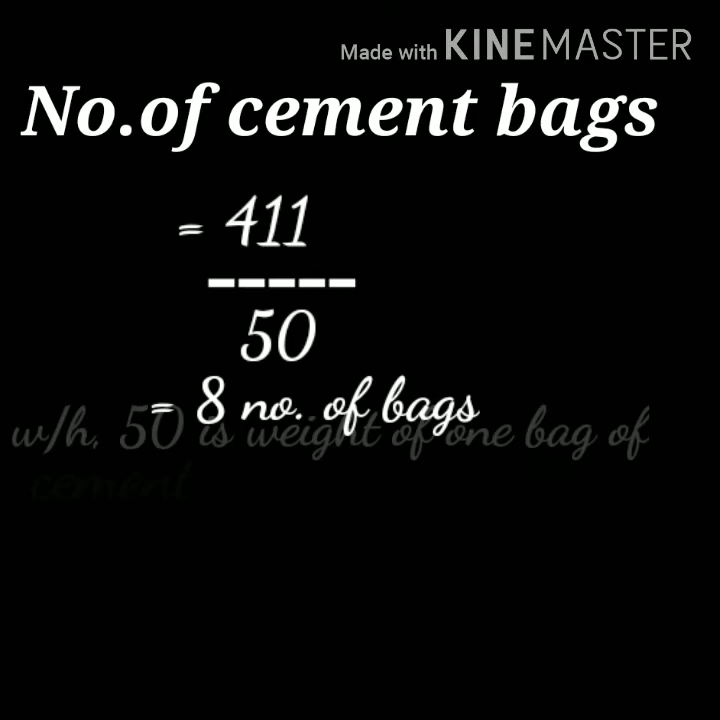 Made with KINEMASTER
No.of cement bags
= 411
-----
50
= 8 no. of bags
w/h, 50 is weight of one bag of
cement